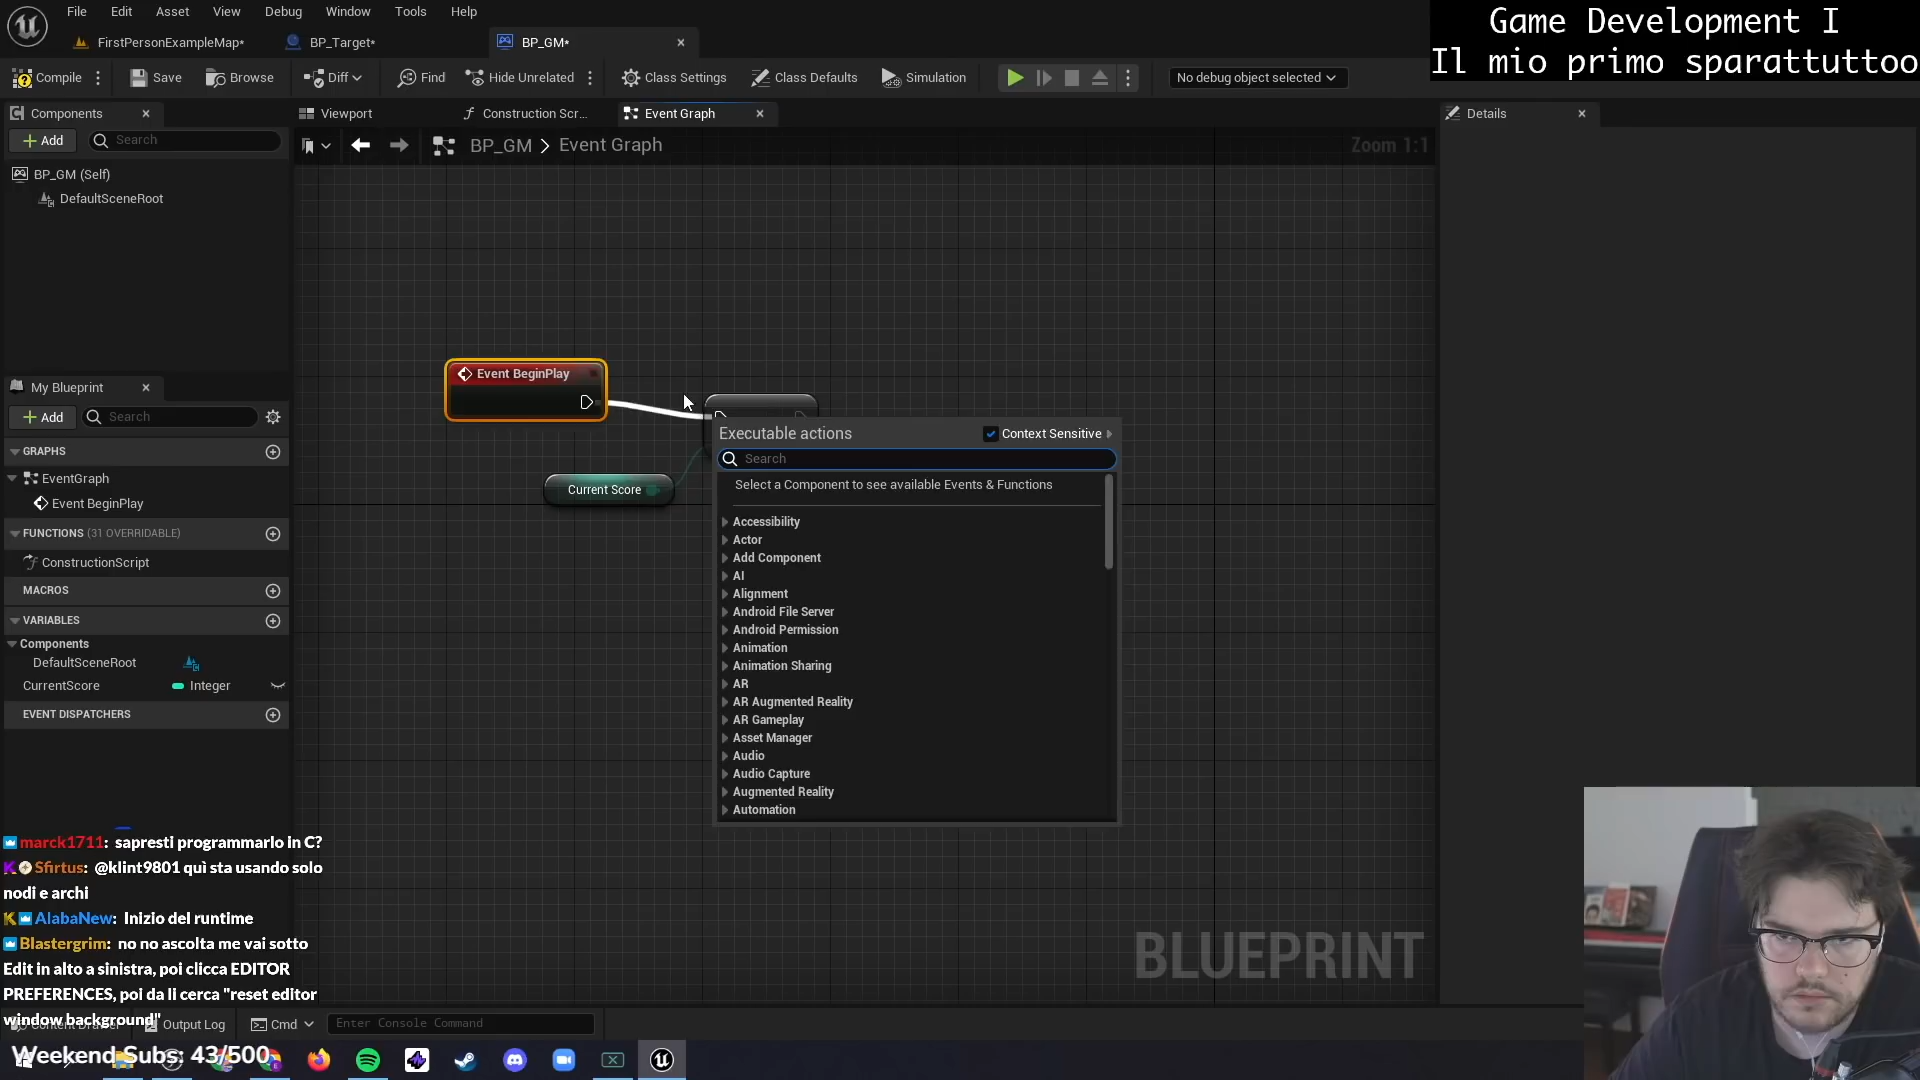 File Edit Asset View Debug Window Tools Help
Game Development I
Il mio primo sparattuttoo
FirstPersonExampleMap* BP_Target* BP_GM*
Compile Save Browse Diff Find Hide Unrelated Class Settings Class Defaults Simulation No debug object selected
Components
Viewport Construction Scr... Event Graph
Details
Add Search
BP_GM > Event Graph
Zoom 1:1
BP_GM (Self)
DefaultSceneRoot
Event BeginPlay
My Blueprint
Add Search
GRAPHS
EventGraph
Event BeginPlay
FUNCTIONS (31 OVERRIDABLE)
ConstructionScript
MACROS
VARIABLES
Components
DefaultSceneRoot
CurrentScore Integer
EVENT DISPATCHERS
Current Score
Executable actions Context Sensitive
Search
Select a Component to see available Events & Functions
Accessibility
Actor
Add Component
AI
Alignment
Android File Server
Android Permission
Animation
Animation Sharing
AR
AR Augmented Reality
AR Gameplay
Asset Manager
Audio
Audio Capture
Augmented Reality
Automation
BLUEPRINT
marck1711: sapresti programmarlo in C?
Sfirtus: @klint9801 quì sta usando solo
nodi e archi
AlabaNew: Inizio del runtime
Blastergrim: no no ascolta me vai sotto
Edit in alto a sinistra, poi clicca EDITOR
PREFERENCES, poi da li cerca "reset editor
window background"
Content Drawer Output Log Cmd Enter Console Command
Weekend Subs: 43/500